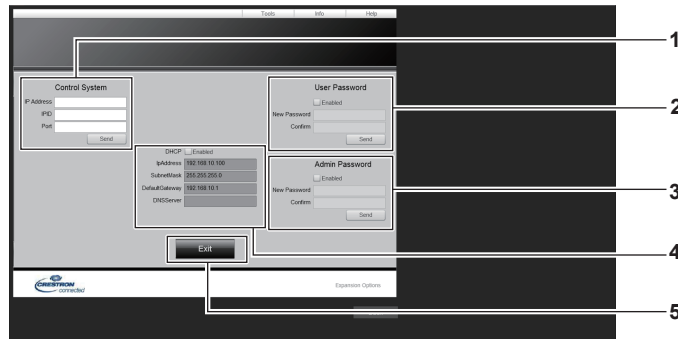 Tools Info Help
1
Control System
IP Address
IPID
Port
Send
User Password
Enabled
New Password
Confirm
Send
2
DHCP Enabled
IpAddress 192.168.10.100
SubnetMask 255.255.255.0
DefaultGateway 192.168.10.1
DNSServer
Admin Password
Enabled
New Password
Confirm
Send
3
Exit
4
CRESTRON
connected
Expansion Options
5